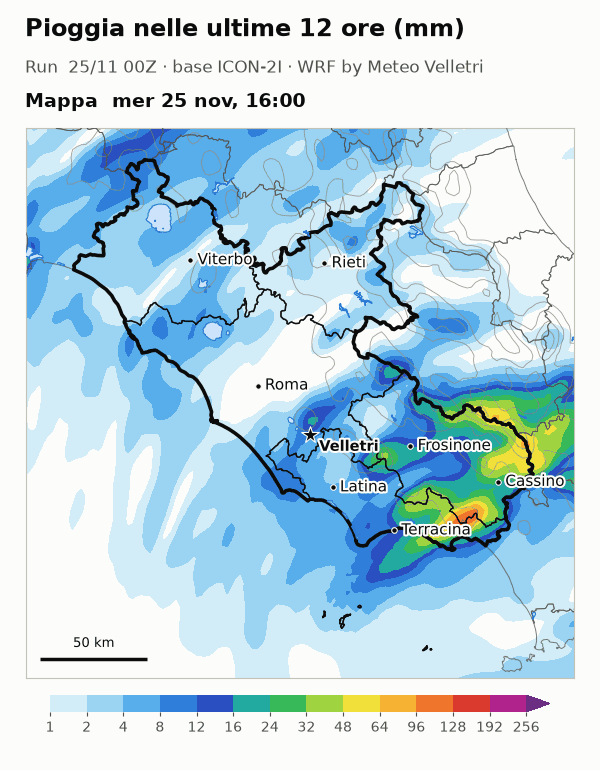 Pioggia nelle ultime 12 ore (mm)
Run 25/11 00Z · base ICON-2I · WRF by Meteo Velletri
Mappa mer 25 nov, 16:00
Viterbo
Rieti
Roma
Velletri
Frosinone
Latina
Cassino
Terracina
50 km
1 2 4 8 12 16 24 32 48 64 96 128 192 256